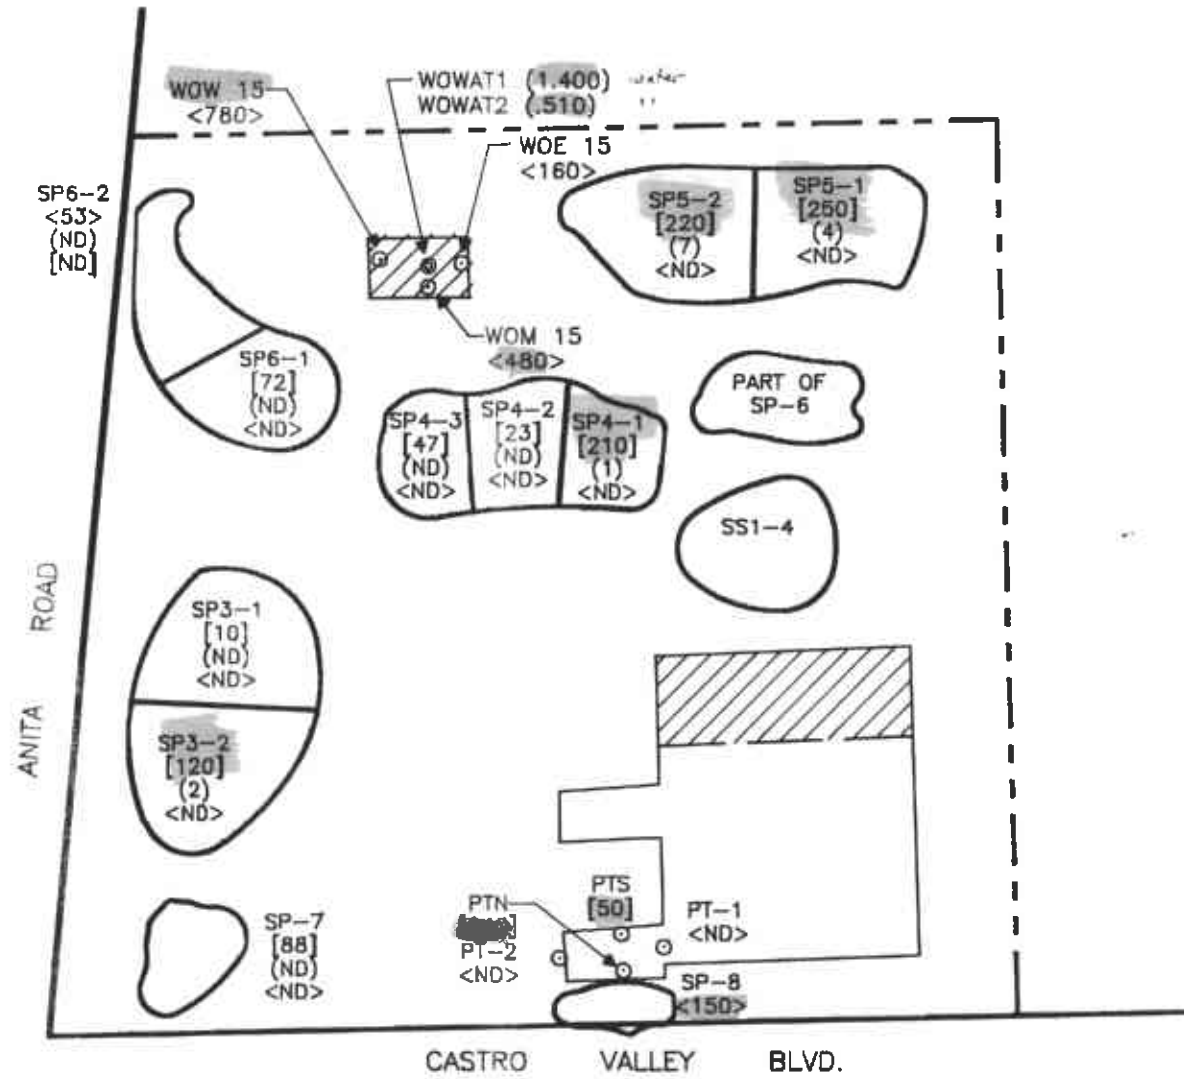 WOW 15
<780>
WOWAT1 (1.400) water
WOWAT2 (.510) "
WOE 15
<160>
SP6-2
<53>
(ND)
[ND]
SP5-2
[220]
(7)
<ND>
SP5-1
[250]
(4)
<ND>
WOM 15
<480>
SP6-1
[72]
(ND)
<ND>
SP4-3
[47]
(ND)
<ND>
SP4-2
[23]
(ND)
<ND>
SP4-1
[210]
(1)
<ND>
PART OF
SP-6
SS1-4
SP3-1
[10]
(ND)
<ND>
SP3-2
[120]
(2)
<ND>
ANITA ROAD
SP-7
[88]
(ND)
<ND>
PTN
PT-2
<ND>
PTS
[50]
PT-1
<ND>
SP-8
<150>
CASTRO VALLEY BLVD.